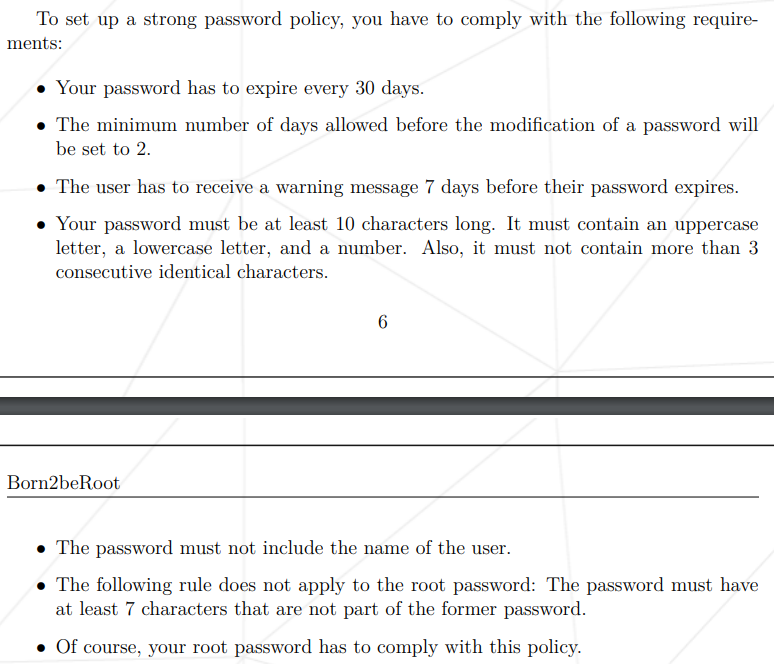 To set up a strong password policy, you have to comply with the following require-
ments:
• Your password has to expire every 30 days.
• The minimum number of days allowed before the modification of a password will
be set to 2.
• The user has to receive a warning message 7 days before their password expires.
• Your password must be at least 10 characters long. It must contain an uppercase
letter, a lowercase letter, and a number. Also, it must not contain more than 3
consecutive identical characters.
6
Born2beRoot
• The password must not include the name of the user.
• The following rule does not apply to the root password: The password must have
at least 7 characters that are not part of the former password.
• Of course, your root password has to comply with this policy.